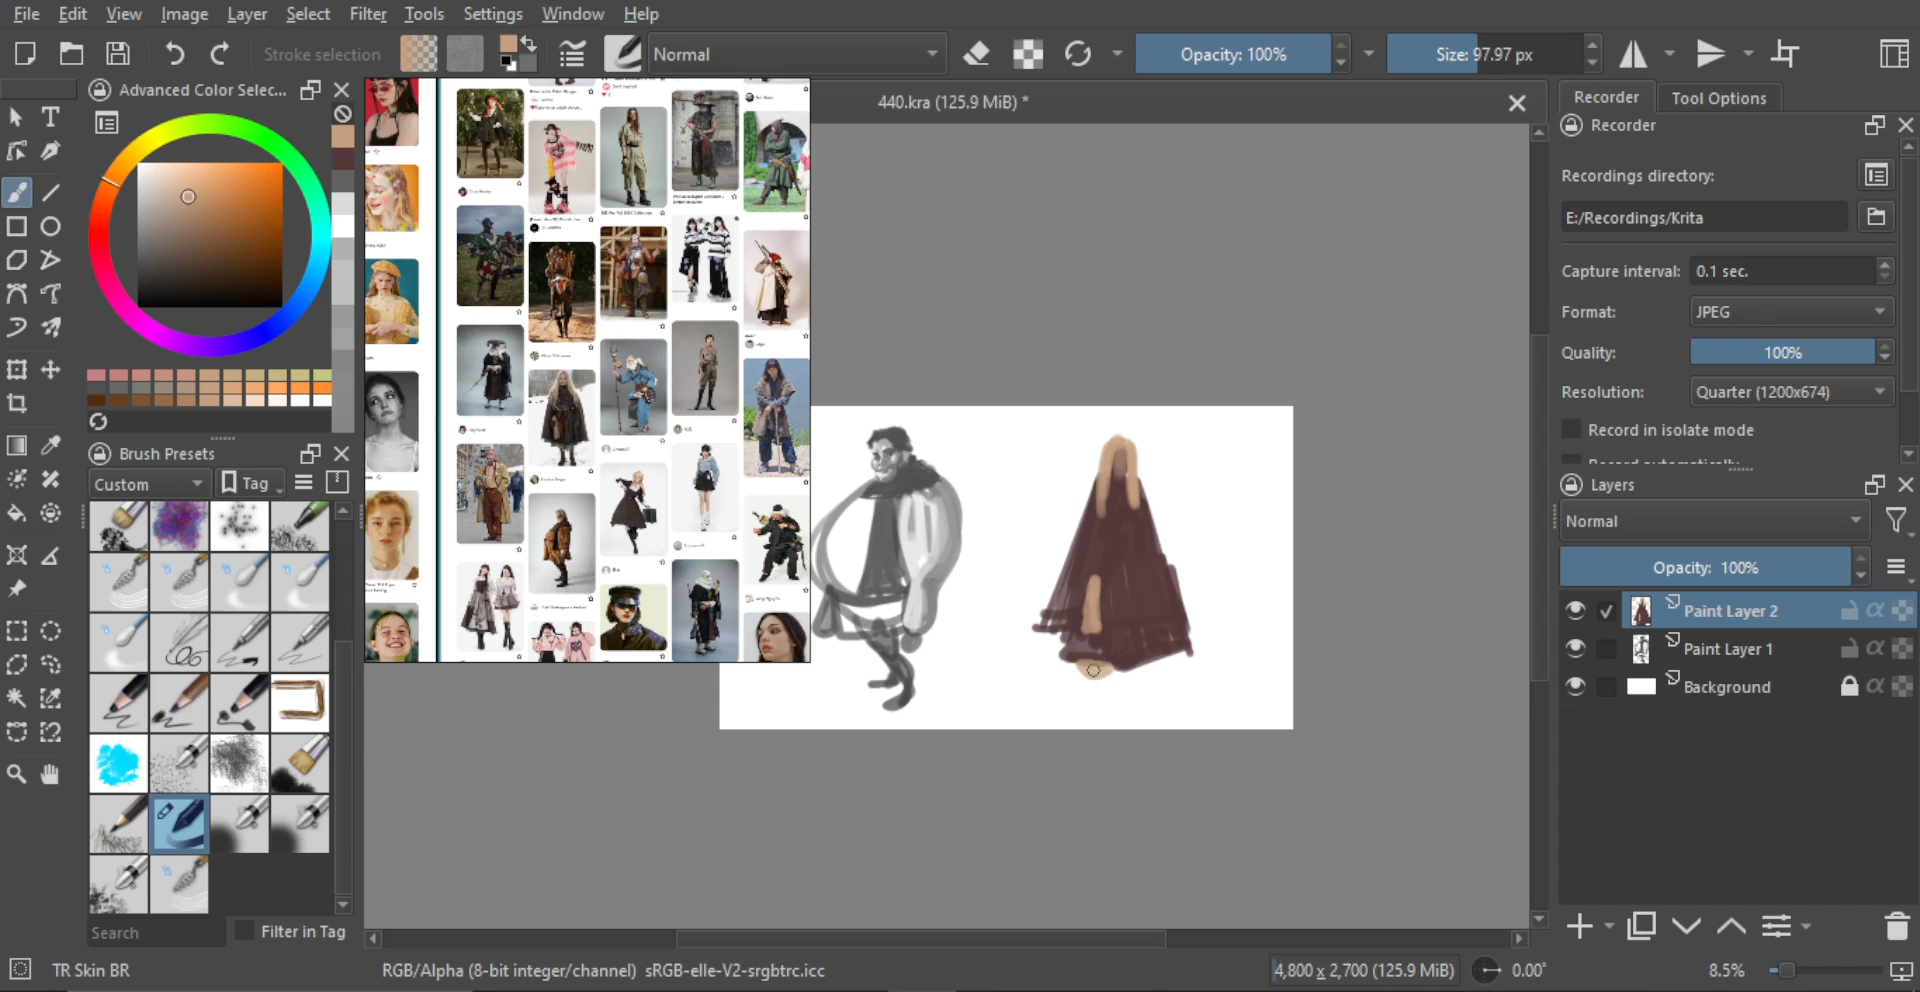 File Edit View Image Layer Select Filter Tools Settings Window Help
Stroke selection
Normal
Opacity: 100%
Size: 97.97 px
Advanced Color Selec...
440.kra (125.9 MiB) *
Recorder
Tool Options
Recorder
Recordings directory:
E:/Recordings/Krita
Capture interval: 0.1 sec.
Format: JPEG
Quality: 100%
Resolution: Quarter (1200x674)
Record in isolate mode
Record automatically
Brush Presets
Custom
Tag
Layers
Normal
Opacity: 100%
Paint Layer 2
Paint Layer 1
Background
Search
Filter in Tag
TR Skin BR
RGB/Alpha (8-bit integer/channel) sRGB-elle-V2-srgbtrc.icc
4,800 x 2,700 (125.9 MiB)
0.00°
8.5%